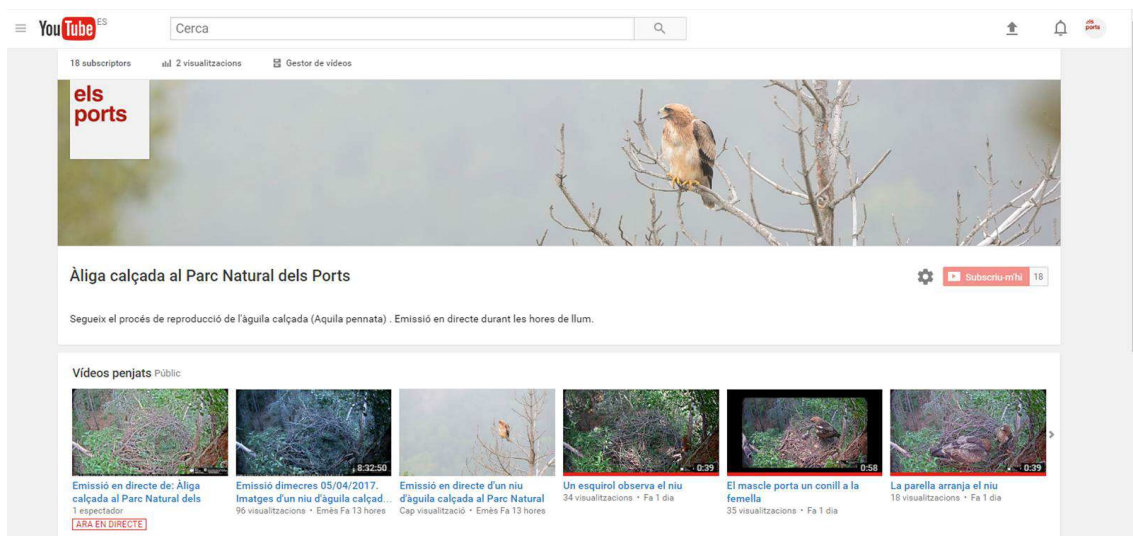 YouTube ES
Cerca
els
ports
18 subscriptors 2 visualitzacions Gestor de vídeos
els
ports
Àliga calçada al Parc Natural dels Ports
Subscriu-m'hi 18
Segueix el procés de reproducció de l'àguila calçada (Aquila pennata) . Emissió en directe durant les hores de llum.
Vídeos penjats Públic
8:32:50
0:39
0:58
0:39
Emissió en directe de: Àliga
calçada al Parc Natural dels
1 espectador
ARA EN DIRECTE
Emissió dimecres 05/04/2017.
Imatges d'un niu d'àguila calçad...
96 visualitzacions • Emès Fa 13 hores
Emissió en directe d'un niu
d'àguila calçada al Parc Natural
Cap visualització • Emès Fa 13 hores
Un esquirol observa el niu
34 visualitzacions • Fa 1 dia
El mascle porta un conill a la
femella
35 visualitzacions • Fa 1 dia
La parella arranja el niu
18 visualitzacions • Fa 1 dia